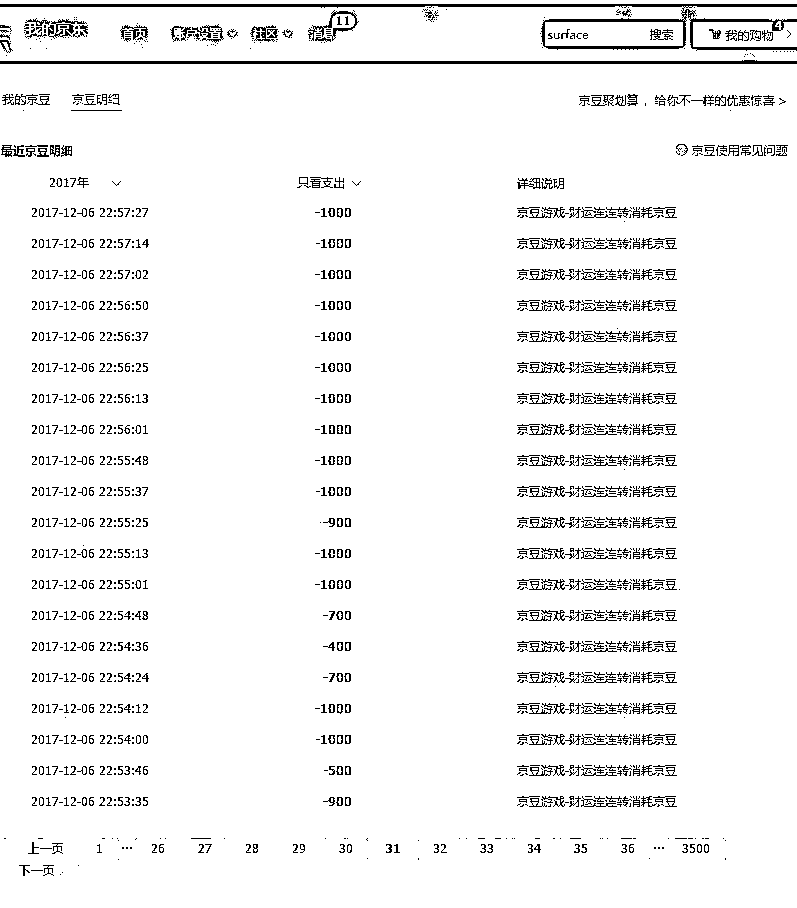 我的京东 首页 账户设置 社区 消息 11 surface 搜索 我的购物 4 >
我的京豆 京豆明细 京豆聚划算，给你不一样的优惠惊喜 >
最近京豆明细 京豆使用常见问题
2017年 只看支出 详细说明
2017-12-06 22:57:27 -1000 京豆游戏-财运连连转消耗京豆
2017-12-06 22:57:14 -1000 京豆游戏-财运连连转消耗京豆
2017-12-06 22:57:02 -1000 京豆游戏-财运连连转消耗京豆
2017-12-06 22:56:50 -1000 京豆游戏-财运连连转消耗京豆
2017-12-06 22:56:37 -1000 京豆游戏-财运连连转消耗京豆
2017-12-06 22:56:25 -1000 京豆游戏-财运连连转消耗京豆
2017-12-06 22:56:13 -1000 京豆游戏-财运连连转消耗京豆
2017-12-06 22:56:01 -1000 京豆游戏-财运连连转消耗京豆
2017-12-06 22:55:48 -1000 京豆游戏-财运连连转消耗京豆
2017-12-06 22:55:37 -1000 京豆游戏-财运连连转消耗京豆
2017-12-06 22:55:25 -900 京豆游戏-财运连连转消耗京豆
2017-12-06 22:55:13 -1000 京豆游戏-财运连连转消耗京豆
2017-12-06 22:55:01 -1000 京豆游戏-财运连连转消耗京豆
2017-12-06 22:54:48 -700 京豆游戏-财运连连转消耗京豆
2017-12-06 22:54:36 -400 京豆游戏-财运连连转消耗京豆
2017-12-06 22:54:24 -700 京豆游戏-财运连连转消耗京豆
2017-12-06 22:54:12 -1000 京豆游戏-财运连连转消耗京豆
2017-12-06 22:54:00 -1000 京豆游戏-财运连连转消耗京豆
2017-12-06 22:53:46 -500 京豆游戏-财运连连转消耗京豆
2017-12-06 22:53:35 -900 京豆游戏-财运连连转消耗京豆
上一页 1 … 26 27 28 29 30 31 32 33 34 35 36 … 3500
下一页